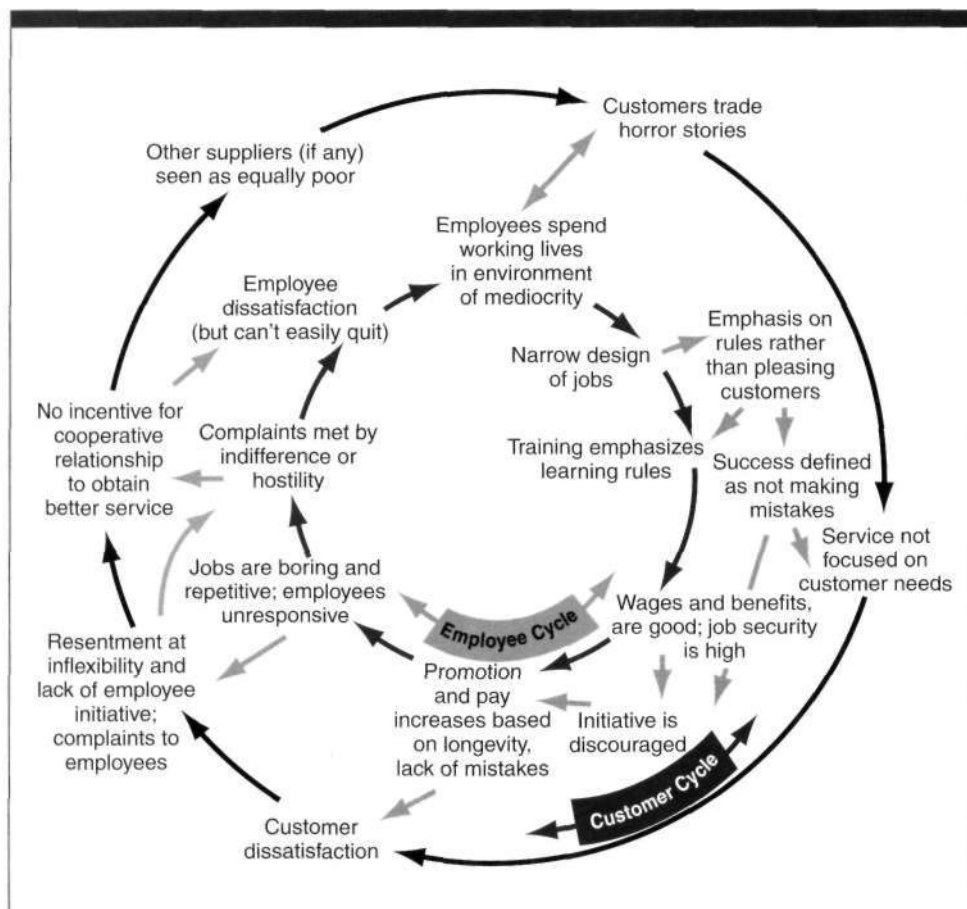 Customers trade
horror stories
Other suppliers (if any)
seen as equally poor
Employees spend
working lives
in environment
of mediocrity
Employee
dissatisfaction
(but can't easily quit)
Emphasis on
rules rather
than pleasing
customers
Narrow design
of jobs
No incentive for
cooperative
relationship
to obtain
better service
Complaints met by
indifference or
hostility
Training emphasizes
learning rules
Success defined
as not making
mistakes
Service not
focused on
customer needs
Jobs are boring and
repetitive; employees
unresponsive
Employee Cycle
Wages and benefits,
are good; job security
is high
Resentment at
inflexibility and
lack of employee
initiative;
complaints to
employees
Promotion
and pay
increases based
on longevity,
lack of mistakes
Initiative is
discouraged
Customer Cycle
Customer
dissatisfaction